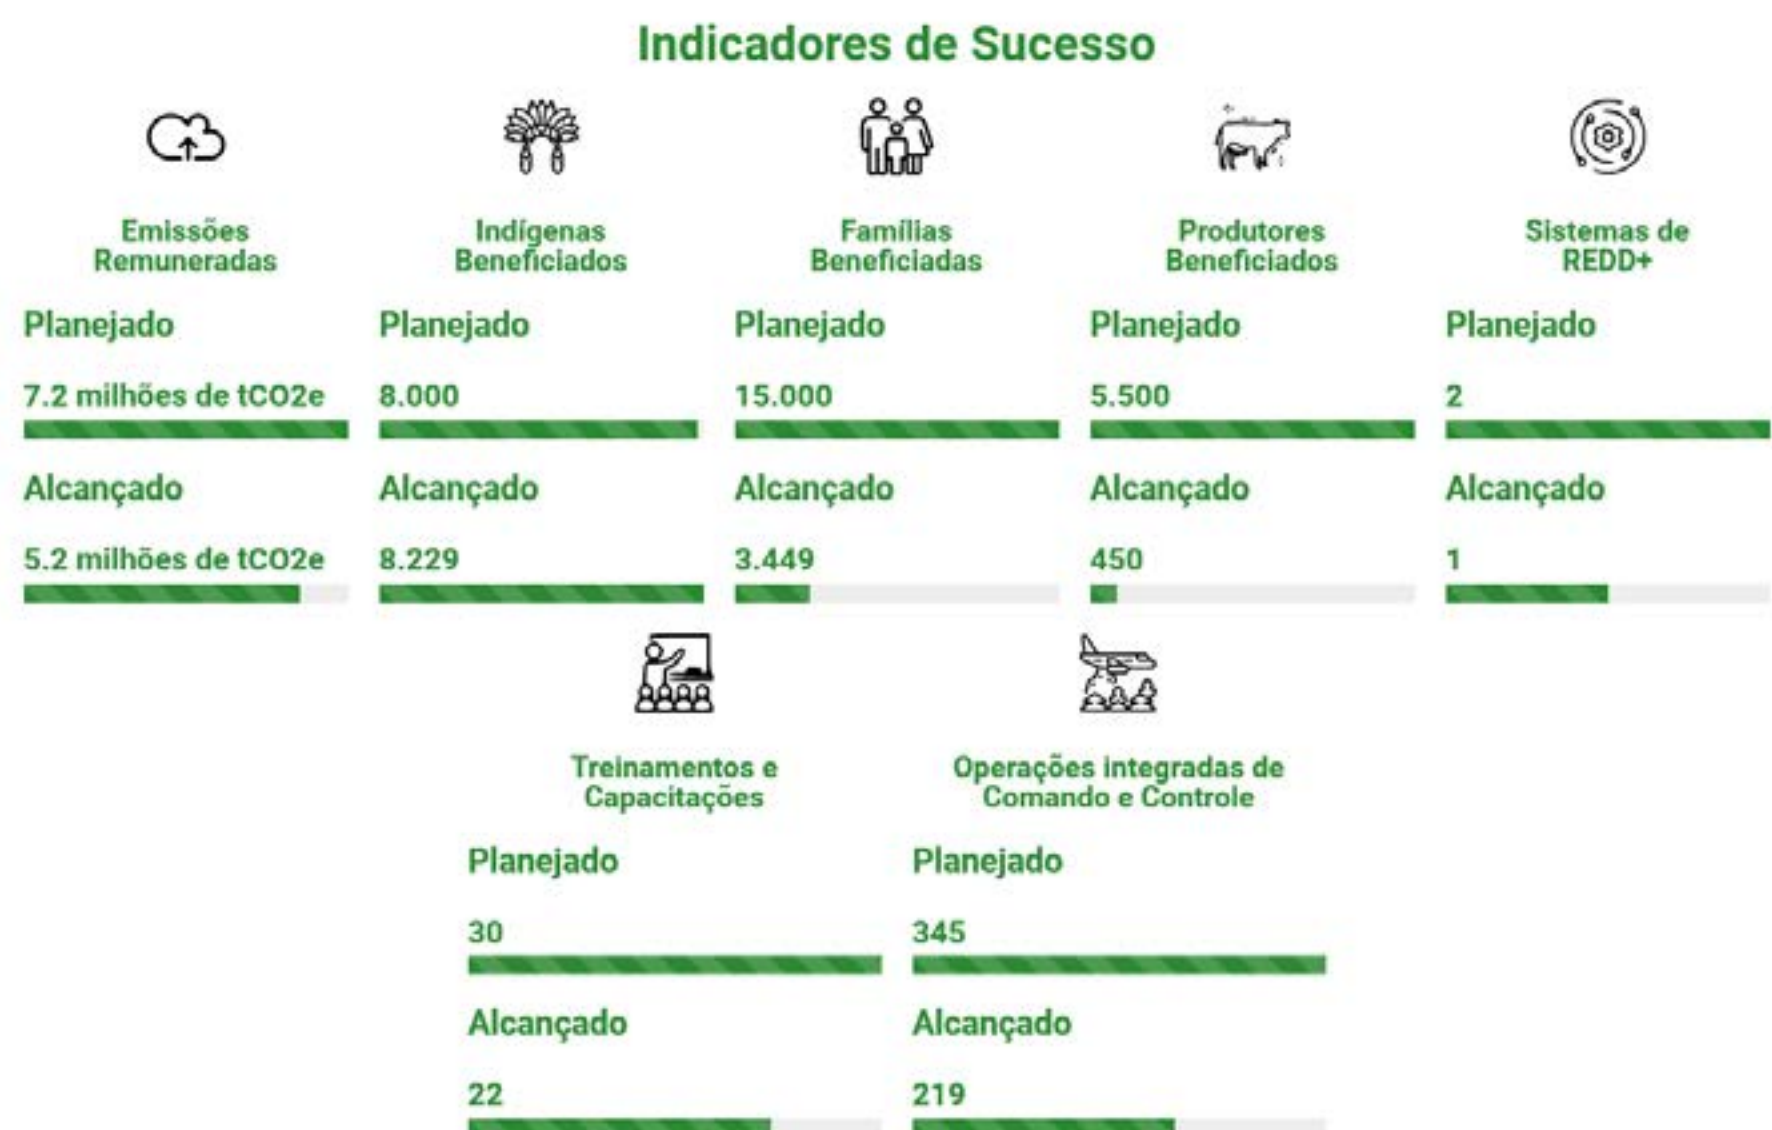 Indicadores de Sucesso
Emissões
Remuneradas
Planejado
7.2 milhões de tCO2e
Alcançado
5.2 milhões de tCO2e
Indígenas
Beneficiados
Planejado
8.000
Alcançado
8.229
Famílias
Beneficiadas
Planejado
15.000
Alcançado
3.449
Produtores
Beneficiados
Planejado
5.500
Alcançado
450
Sistemas de
REDD+
Planejado
2
Alcançado
1
Treinamentos e
Capacitações
Planejado
30
Alcançado
22
Operações integradas de
Comando e Controle
Planejado
345
Alcançado
219